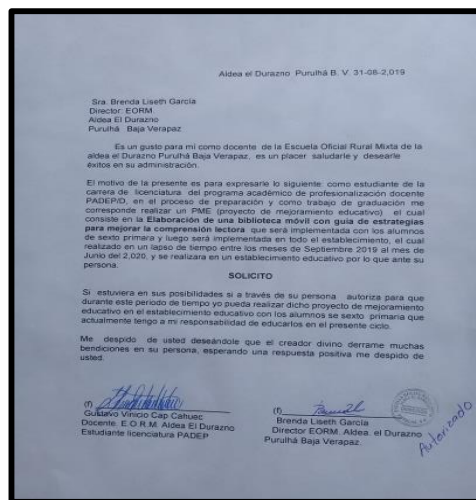 Aldea el Durazno Purulhá B. V. 31-08-2,019
Sra. Brenda Liseth García
Director: EORM.
Aldea El Durazno
Purulhá Baja Verapaz
Es un gusto para mí como docente de la Escuela Oficial Rural Mixta de la
aldea el Durazno Purulhá Baja Verapaz, es un placer saludarle y desearle
éxitos en su administración.
El motivo de la presente es para expresarle lo siguiente: como estudiante de la
carrera de licenciatura del programa académico de profesionalización docente
PADEP/D, en el proceso de preparación y como trabajo de graduación me
corresponde realizar un PME (proyecto de mejoramiento educativo) el cual
consiste en la Elaboración de una biblioteca móvil con guía de estrategias
para mejorar la comprensión lectora que será implementada con los alumnos
de sexto primaria y luego será implementada en todo el establecimiento, el cual
realizado en un lapso de tiempo entre los meses de Septiembre 2019 al mes de
Junio del 2,020, y se realizara en un establecimiento educativo por lo que ante su
persona.
SOLICITO
Si estuviera en sus posibilidades si a través de su persona autoriza para que
durante este periodo de tiempo yo pueda realizar dicho proyecto de mejoramiento
educativo en el establecimiento educativo con los alumnos se sexto primaria que
actualmente tengo a mi responsabilidad de educarlos en el presente ciclo.
Me despido de usted deseándole que el creador divino derrame muchas
bendiciones en su persona, esperando una respuesta positiva me despido de
usted.
(f)
Gustavo Vinicio Cap Cahuec
Docente. E.O.R.M. Aldea El Durazno
Estudiante licenciatura PADEP
(f)
Brenda Liseth García
Director EORM. Aldea. el Durazno
Purulhá Baja Verapaz.
Autorizado